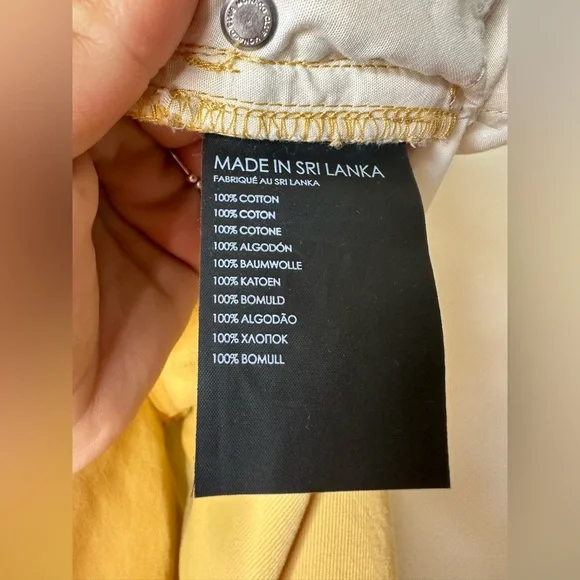 MADE IN SRI LANKA
FABRIQUÉ AU SRI LANKA
100% COTTON
100% COTON
100% COTONE
100% ALGODÓN
100% BAUMWOLLE
100% KATOEN
100% BOMULD
100% ALGODÃO
100% ХЛОПОК
100% BOMULL